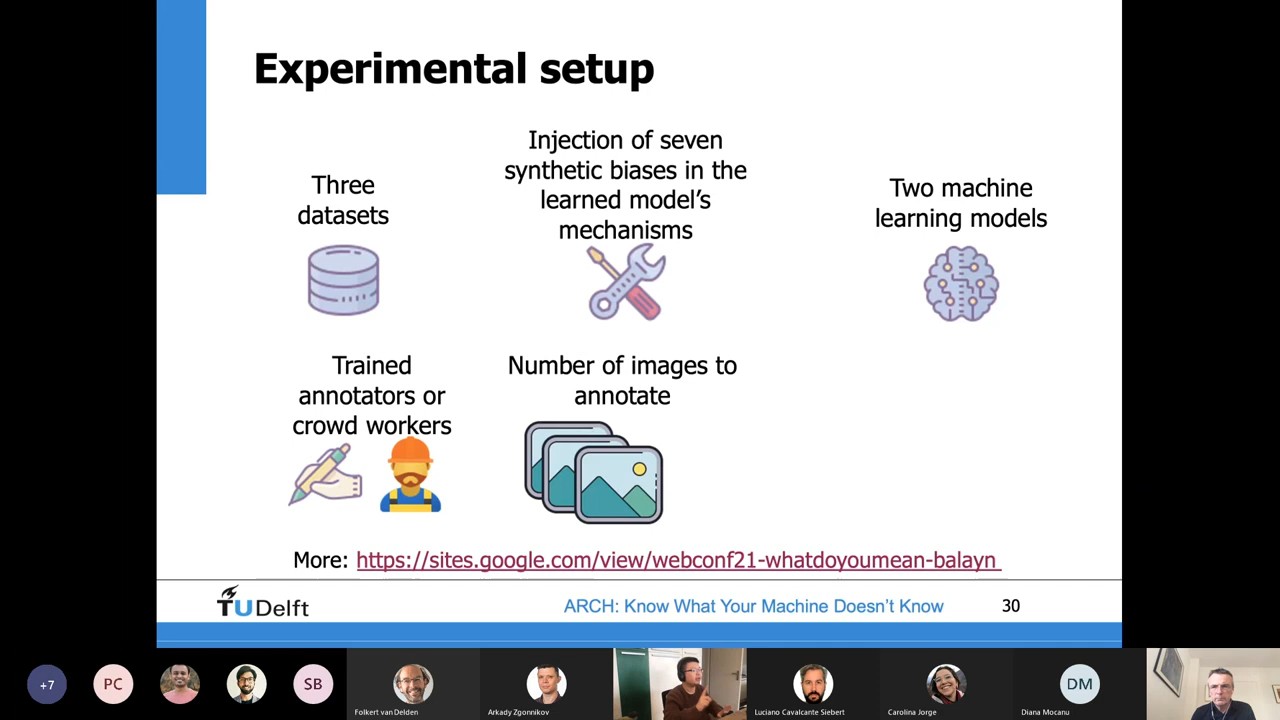 Experimental setup
Three
datasets
Injection of seven
synthetic biases in the
learned model's
mechanisms
Two machine
learning models
Trained
annotators or
crowd workers
Number of images to
annotate
More: https://sites.google.com/view/webconf21-whatdoyoumean-balayn
TUDelft
ARCH: Know What Your Machine Doesn't Know
30
+7
PC
SB
Folkert van Delden
Arkady Zgonnikov
Luciano Cavalcante Siebert
Carolina Jorge
DM
Diana Mocanu